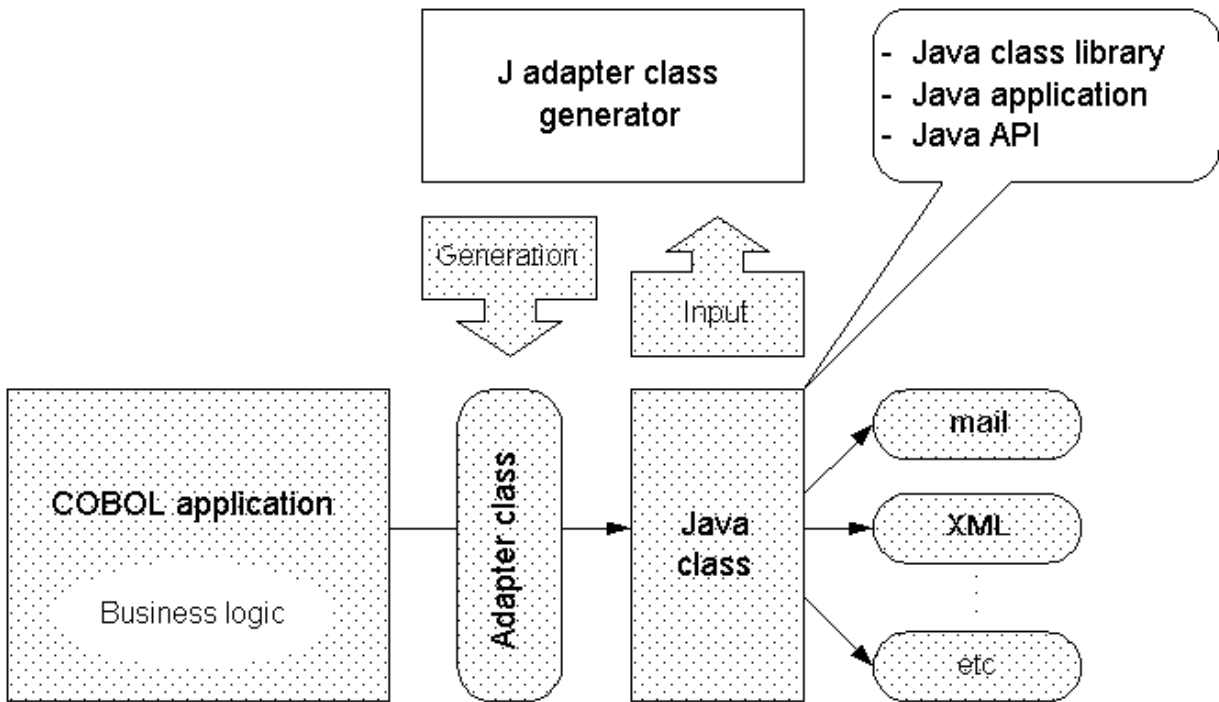 J adapter class
generator
- Java class library
- Java application
- Java API
Generation
Input
COBOL application
Business logic
Adapter class
Java
class
mail
XML
etc